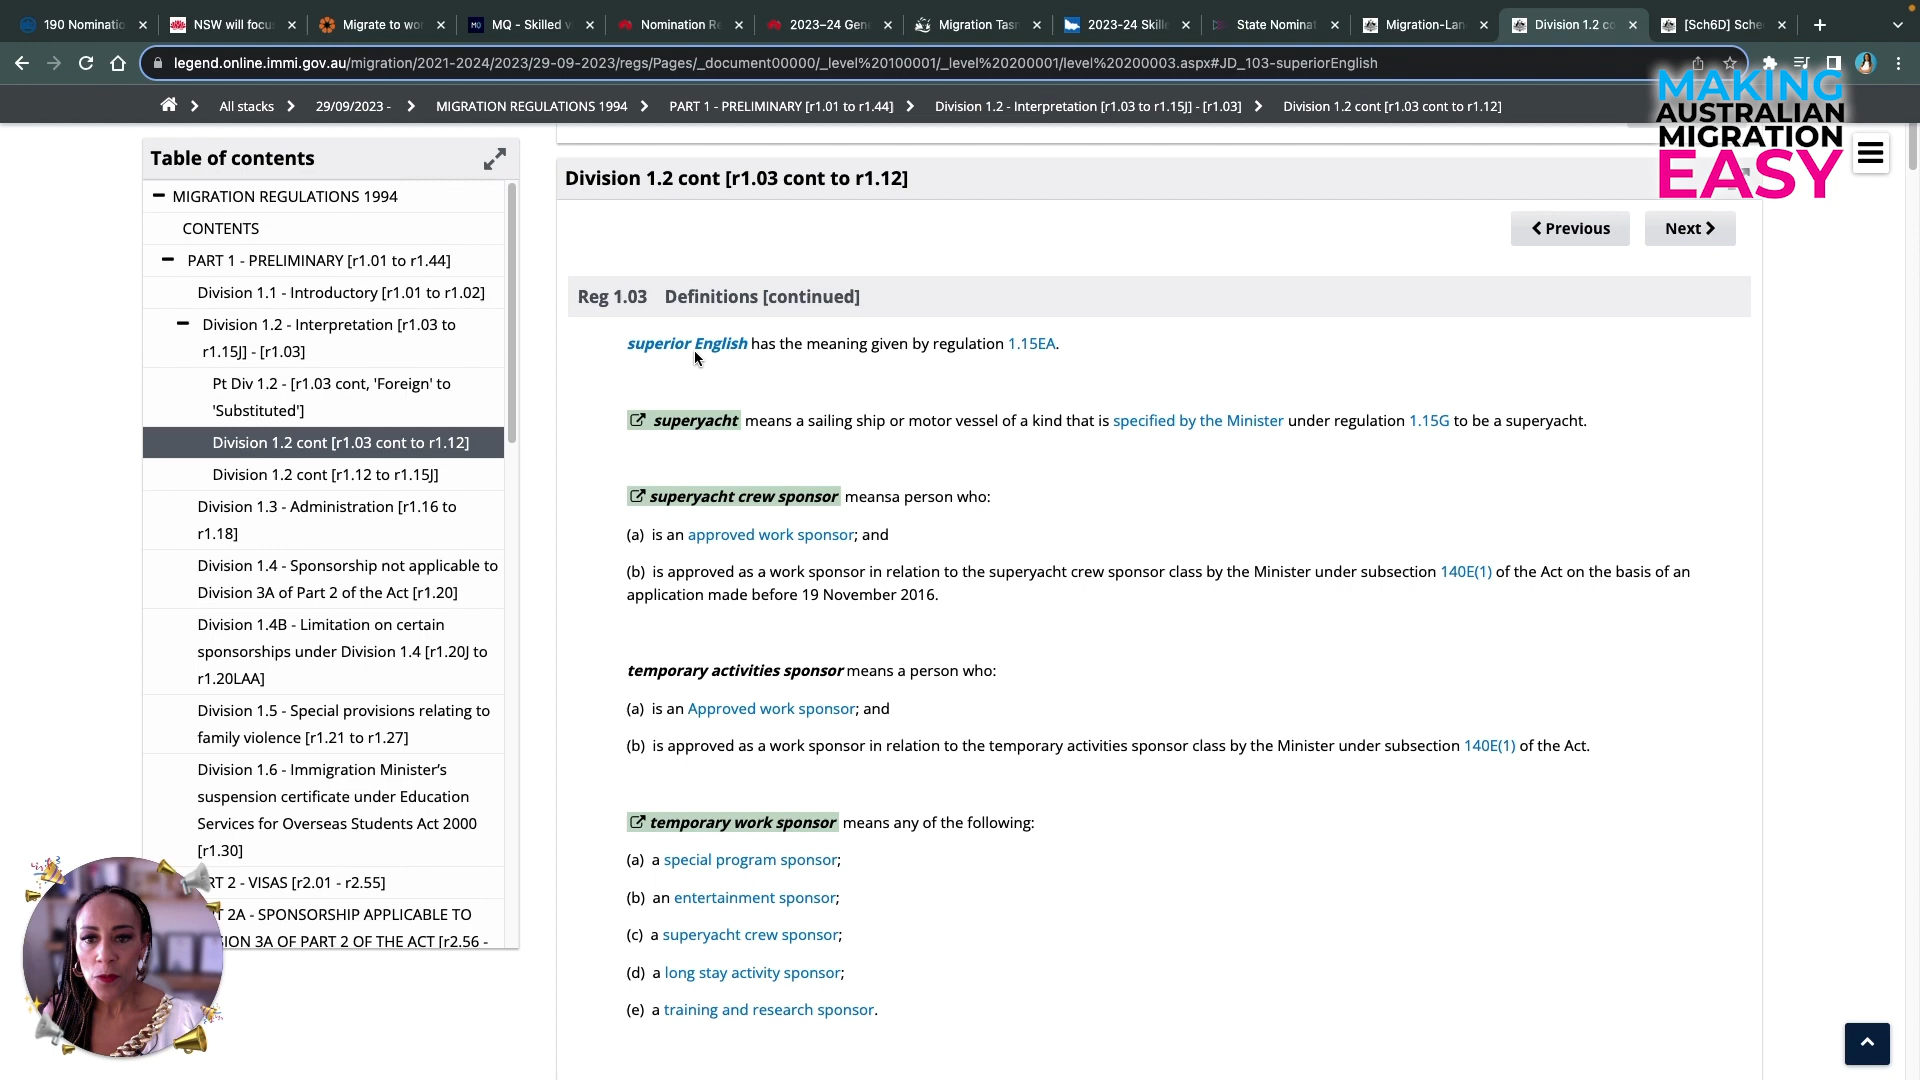 190 Nominatio
NSW will focu
Migrate to wo
MQ - Skilled v
Nomination Re
2023–24 Gen
Migration Tasm
2023-24 Skille
State Nominat
Migration-Lan
Division 1.2 co
[Sch6D] Sche
legend.online.immi.gov.au/migration/2021-2024/2023/29-09-2023/regs/Pages/_document00000/_level%20100001/_level%20200001/level%20200003.aspx#JD_103-superiorEnglish
All stacks
29/09/2023 -
MIGRATION REGULATIONS 1994
PART 1 - PRELIMINARY [r1.01 to r1.44]
Division 1.2 - Interpretation [r1.03 to r1.15J] - [r1.03]
Division 1.2 cont [r1.03 cont to r1.12]
MAKING
AUSTRALIAN
MIGRATION
EASY
Table of contents
MIGRATION REGULATIONS 1994
CONTENTS
PART 1 - PRELIMINARY [r1.01 to r1.44]
Division 1.1 - Introductory [r1.01 to r1.02]
Division 1.2 - Interpretation [r1.03 to
r1.15J] - [r1.03]
Pt Div 1.2 - [r1.03 cont, 'Foreign' to
'Substituted']
Division 1.2 cont [r1.03 cont to r1.12]
Division 1.2 cont [r1.12 to r1.15J]
Division 1.3 - Administration [r1.16 to
r1.18]
Division 1.4 - Sponsorship not applicable to
Division 3A of Part 2 of the Act [r1.20]
Division 1.4B - Limitation on certain
sponsorships under Division 1.4 [r1.20J to
r1.20LAA]
Division 1.5 - Special provisions relating to
family violence [r1.21 to r1.27]
Division 1.6 - Immigration Minister's
suspension certificate under Education
Services for Overseas Students Act 2000
[r1.30]
RT 2 - VISAS [r2.01 - r2.55]
T 2A - SPONSORSHIP APPLICABLE TO
ISION 3A OF PART 2 OF THE ACT [r2.56 -
Division 1.2 cont [r1.03 cont to r1.12]
Previous
Next
Reg 1.03 Definitions [continued]
superior English has the meaning given by regulation 1.15EA.
superyacht means a sailing ship or motor vessel of a kind that is specified by the Minister under regulation 1.15G to be a superyacht.
superyacht crew sponsor meansa person who:
(a) is an approved work sponsor; and
(b) is approved as a work sponsor in relation to the superyacht crew sponsor class by the Minister under subsection 140E(1) of the Act on the basis of an
application made before 19 November 2016.
temporary activities sponsor means a person who:
(a) is an Approved work sponsor; and
(b) is approved as a work sponsor in relation to the temporary activities sponsor class by the Minister under subsection 140E(1) of the Act.
temporary work sponsor means any of the following:
(a) a special program sponsor;
(b) an entertainment sponsor;
(c) a superyacht crew sponsor;
(d) a long stay activity sponsor;
(e) a training and research sponsor.